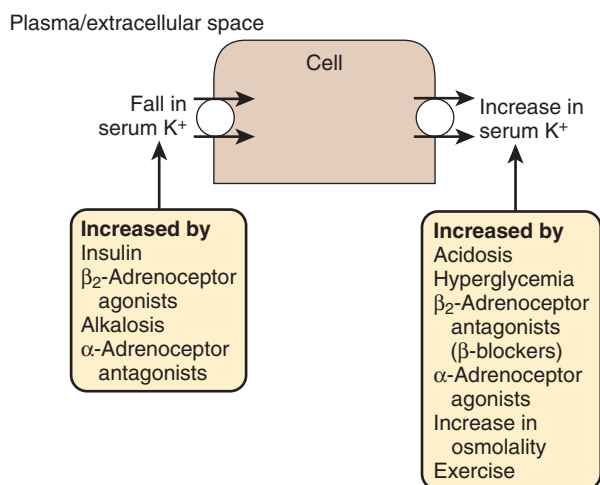 Plasma/extracellular space
Cell
Fall in
serum K⁺
Increase in
serum K⁺
Increased by
Insulin
β₂-Adrenoceptor
agonists
Alkalosis
α-Adrenoceptor
antagonists
Increased by
Acidosis
Hyperglycemia
β₂-Adrenoceptor
antagonists
(β-blockers)
α-Adrenoceptor
agonists
Increase in
osmolality
Exercise